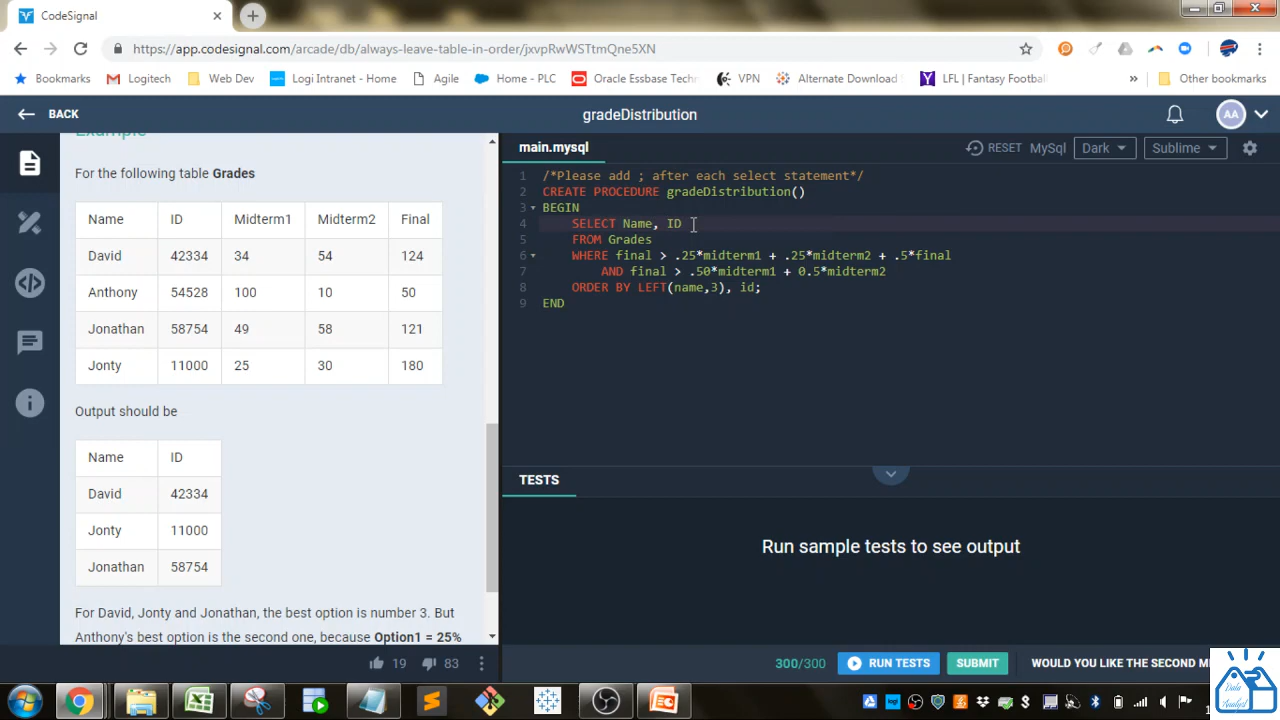 CodeSignal
https://app.codesignal.com/arcade/db/always-leave-table-in-order/jxvpRwWSTtmQne5XN
Bookmarks Logitech Web Dev Logi Intranet - Home Agile Home - PLC Oracle Essbase Techn VPN Alternate Download LFL | Fantasy Footbal » Other bookmarks
BACK gradeDistribution AA
main.mysql RESET MySql Dark Sublime
Example
For the following table Grades
Name ID Midterm1 Midterm2 Final
David 42334 34 54 124
Anthony 54528 100 10 50
Jonathan 58754 49 58 121
Jonty 11000 25 30 180
Output should be
Name ID
David 42334
Jonty 11000
Jonathan 58754
For David, Jonty and Jonathan, the best option is number 3. But
Anthony's best option is the second one, because Option1 = 25%
19 83
1 /*Please add ; after each select statement*/
2 CREATE PROCEDURE gradeDistribution()
3 BEGIN
4 SELECT Name, ID
5 FROM Grades
6 WHERE final > .25*midterm1 + .25*midterm2 + .5*final
7 AND final > .50*midterm1 + 0.5*midterm2
8 ORDER BY LEFT(name,3), id;
9 END
TESTS
Run sample tests to see output
300/300 RUN TESTS SUBMIT WOULD YOU LIKE THE SECOND M
Data
Analyst